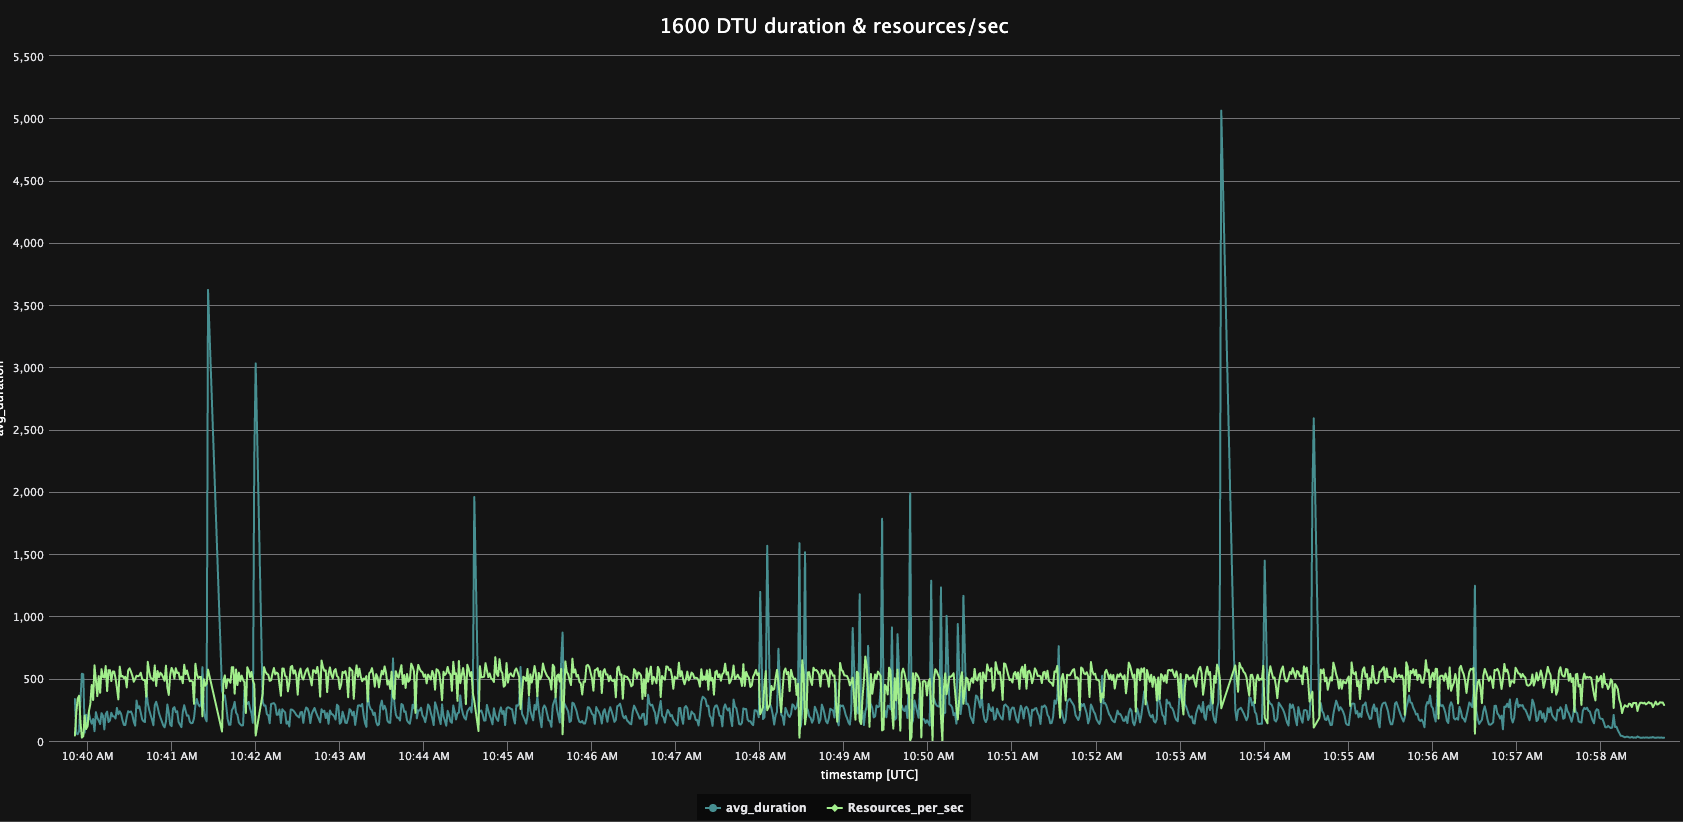 1600 DTU duration & resources/sec
5,500
5,000
4,500
4,000
3,500
3,000
2,500
2,000
1,500
1,000
500
0
avg_duration
10:40 AM 10:41 AM 10:42 AM 10:43 AM 10:44 AM 10:45 AM 10:46 AM 10:47 AM 10:48 AM 10:49 AM 10:50 AM 10:51 AM 10:52 AM 10:53 AM 10:54 AM 10:55 AM 10:56 AM 10:57 AM 10:58 AM
timestamp [UTC]
avg_duration Resources_per_sec